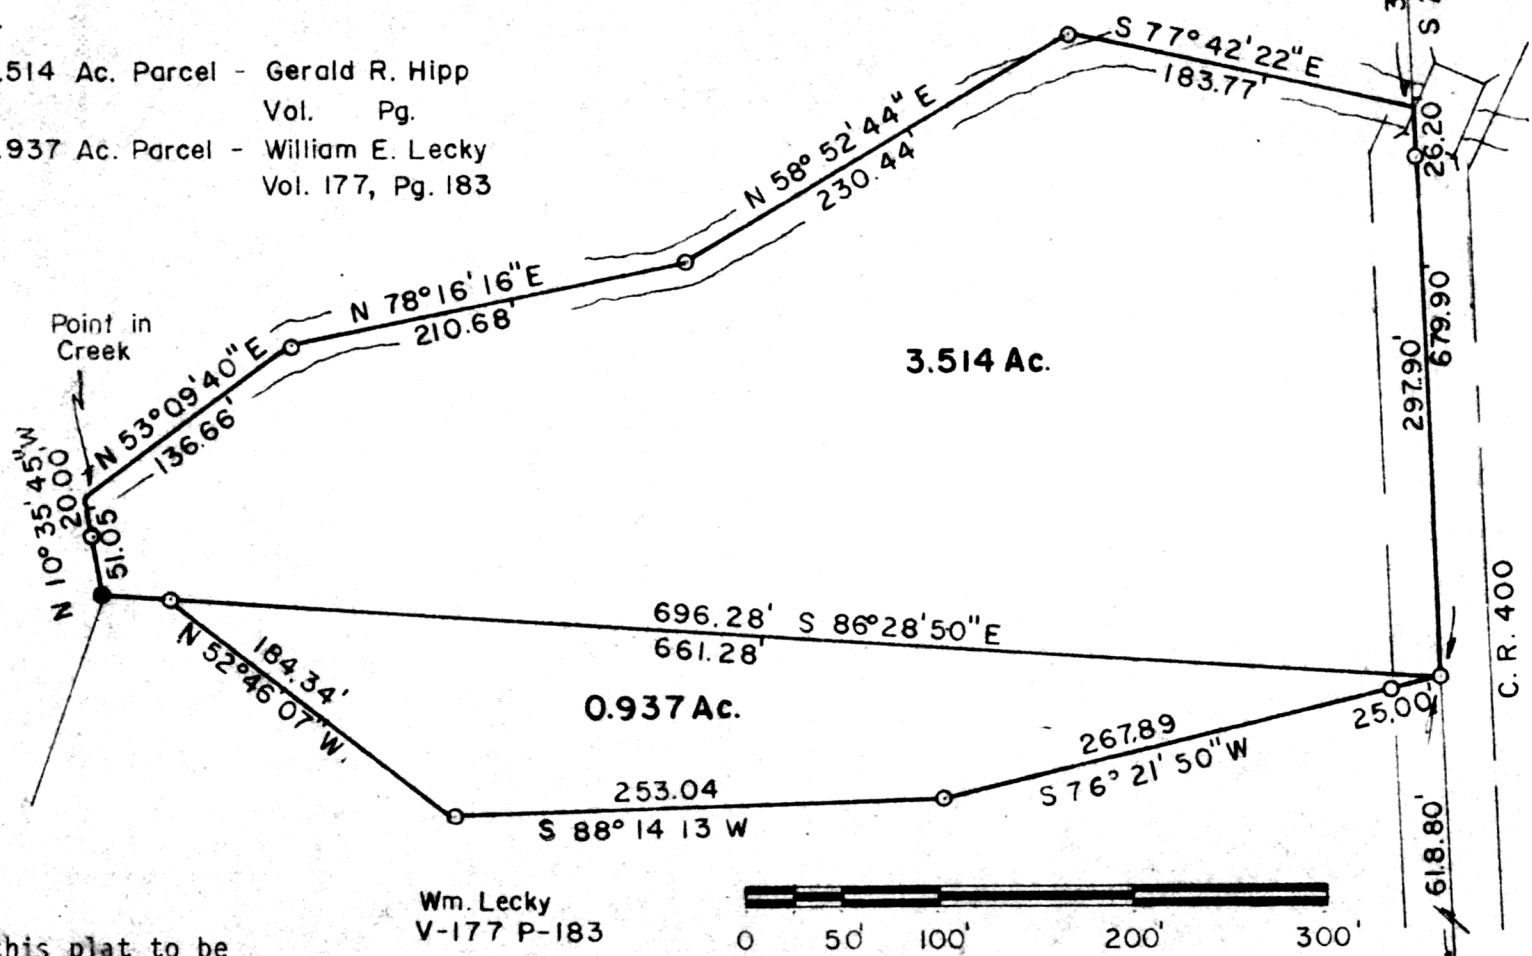 .514 Ac. Parcel - Gerald R. Hipp
Vol. Pg.
.937 Ac. Parcel - William E. Lecky
Vol. 177, Pg. 183
S 77° 42' 22" E
183.77'
26.20
N 58° 52' 44" E
230.44'
N 78° 16' 16" E
210.68'
Point in
Creek
N 53° 09' 40" E
136.66'
N 10° 35' 45" W
20.00
51.05
3.514 Ac.
297.90'
679.90'
C. R. 400
696.28' S 86° 28' 50" E
661.28'
184.34'
N 52° 46 07" W.
0.937 Ac.
25.00'
267.89
S 76° 21' 50" W
253.04
S 88° 14 13 W
618.80'
Wm. Lecky
V-177 P-183
0 50' 100' 200' 300'
this plat to be